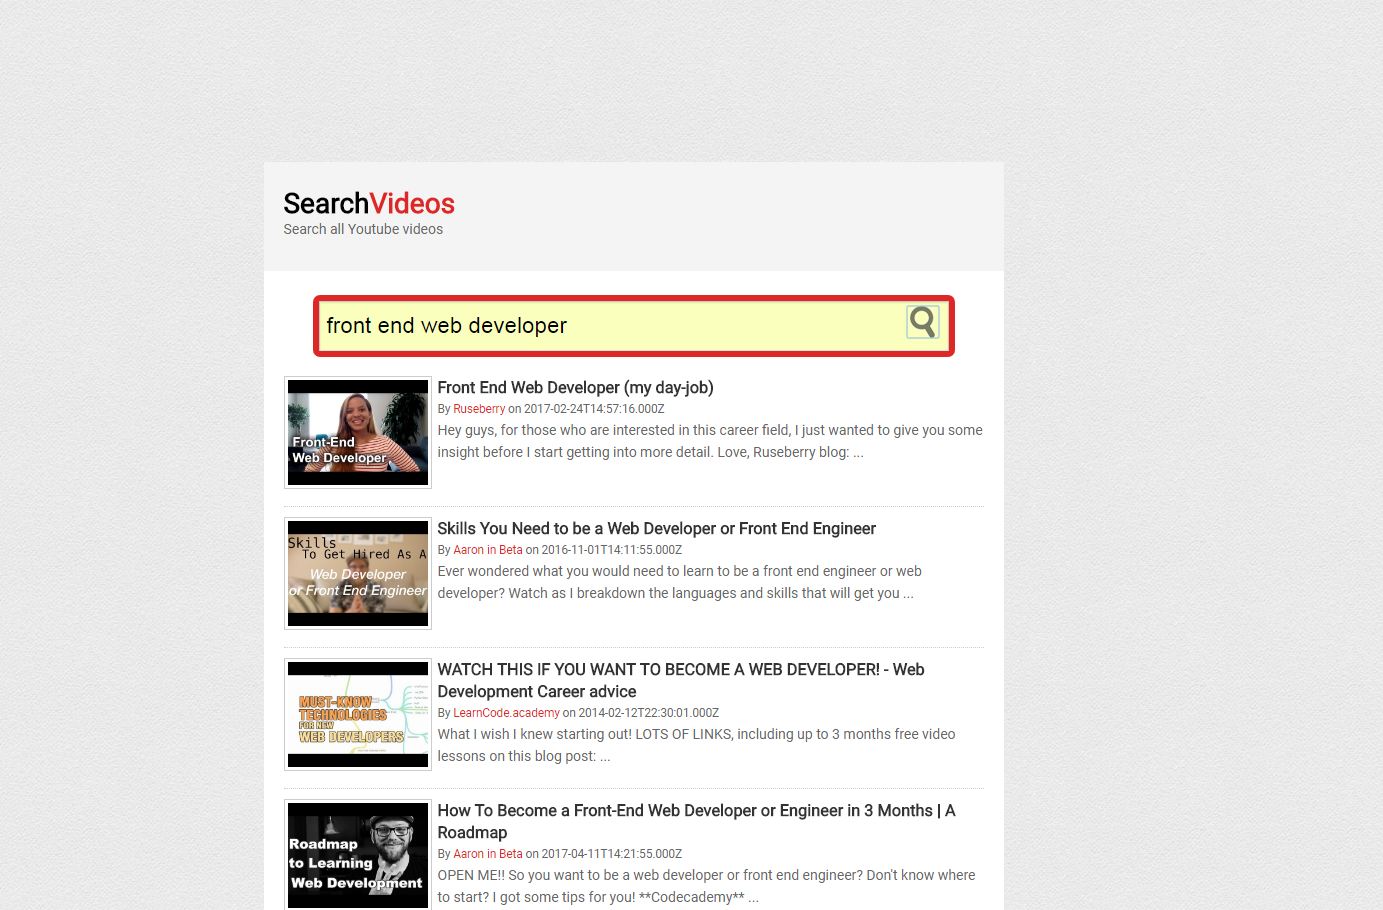 SearchVideos
Search all Youtube videos
front end web developer
Front-End
Web Developer
Front End Web Developer (my day-job)
By Ruseberry on 2017-02-24T14:57:16.000Z
Hey guys, for those who are interested in this career field, I just wanted to give you some
insight before I start getting into more detail. Love, Ruseberry blog: ...
Skills
To Get Hired As A
Web Developer
or Front End Engineer
Skills You Need to be a Web Developer or Front End Engineer
By Aaron in Beta on 2016-11-01T14:11:55.000Z
Ever wondered what you would need to learn to be a front end engineer or web
developer? Watch as I breakdown the languages and skills that will get you ...
MUST-KNOW
TECHNOLOGIES
FOR NEW
WEB DEVELOPERS
WATCH THIS IF YOU WANT TO BECOME A WEB DEVELOPER! - Web
Development Career advice
By LearnCode.academy on 2014-02-12T22:30:01.000Z
What I wish I knew starting out! LOTS OF LINKS, including up to 3 months free video
lessons on this blog post: ...
Roadmap
to Learning
Web Development
How To Become a Front-End Web Developer or Engineer in 3 Months | A
Roadmap
By Aaron in Beta on 2017-04-11T14:21:55.000Z
OPEN ME!! So you want to be a web developer or front end engineer? Don't know where
to start? I got some tips for you! **Codecademy** ...